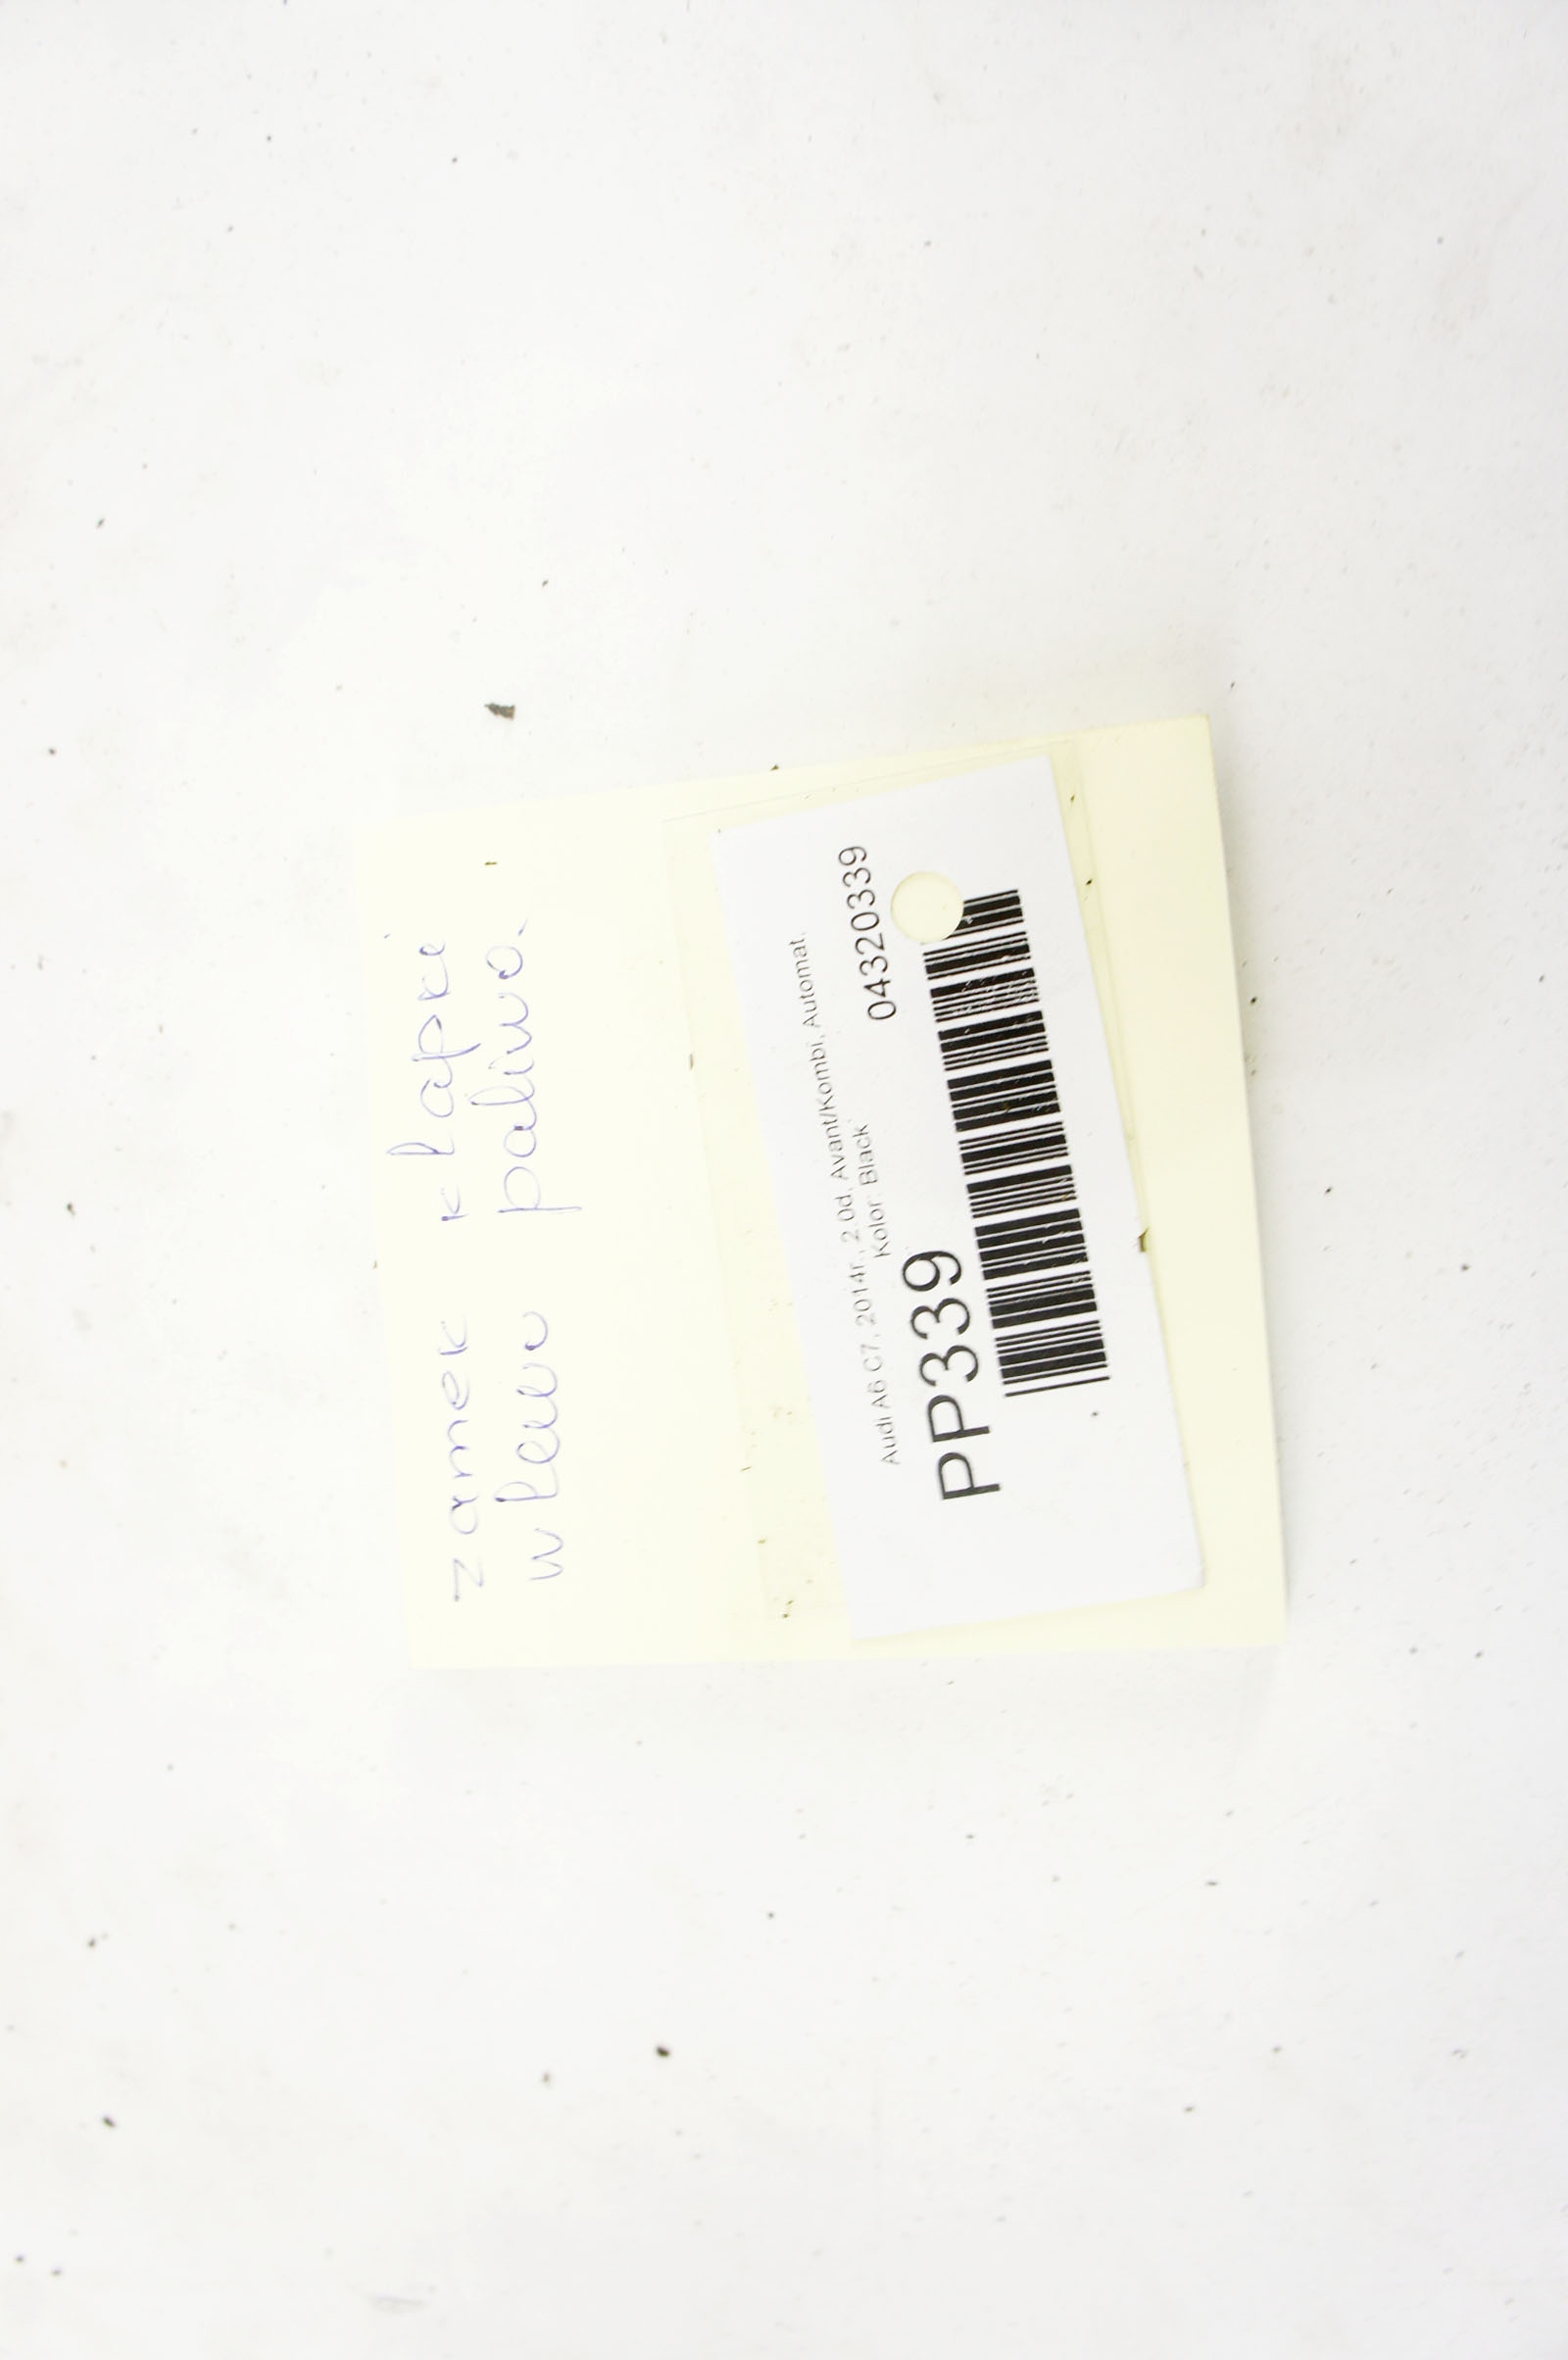 zamek klapki
wlewu paliwa.
Audi A6 C7, 2014r., 2.0d, Avant/Kombi, Automat.
Kolor: Black
PP339
04320339